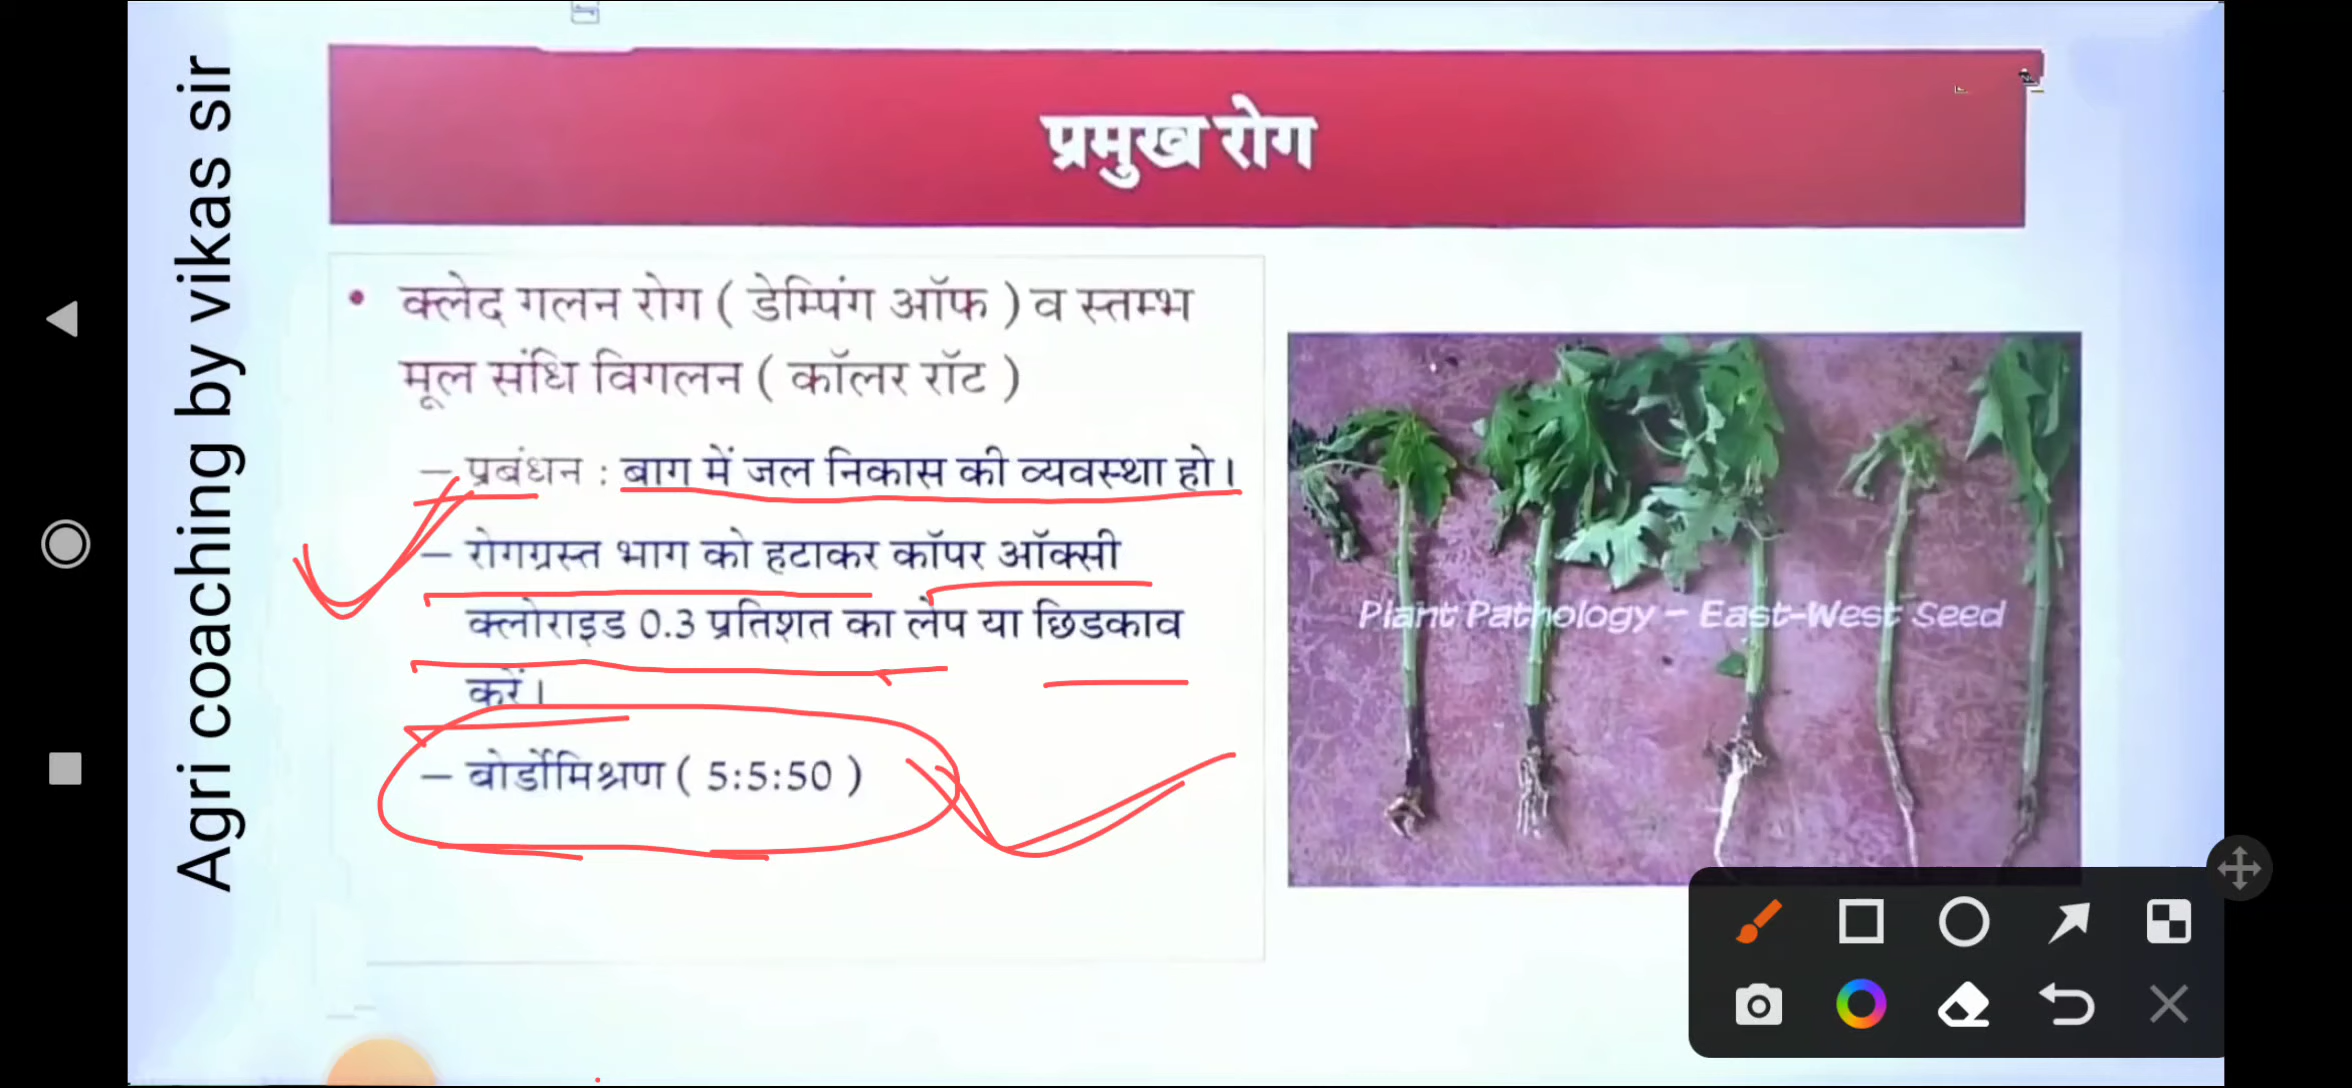 Agri coaching by vikas sir
प्रमुख रोग
• क्लेद गलन रोग ( डेम्पिंग ऑफ ) व स्तम्भ
मूल संधि विगलन ( कॉलर रॉट )
– प्रबंधन : बाग में जल निकास की व्यवस्था हो।
– रोगग्रस्त भाग को हटाकर कॉपर ऑक्सी
क्लोराइड 0.3 प्रतिशत का लेप या छिडकाव
करें।
– बोर्डोमिश्रण ( 5:5:50 )
Plant Pathology – East-West Seed